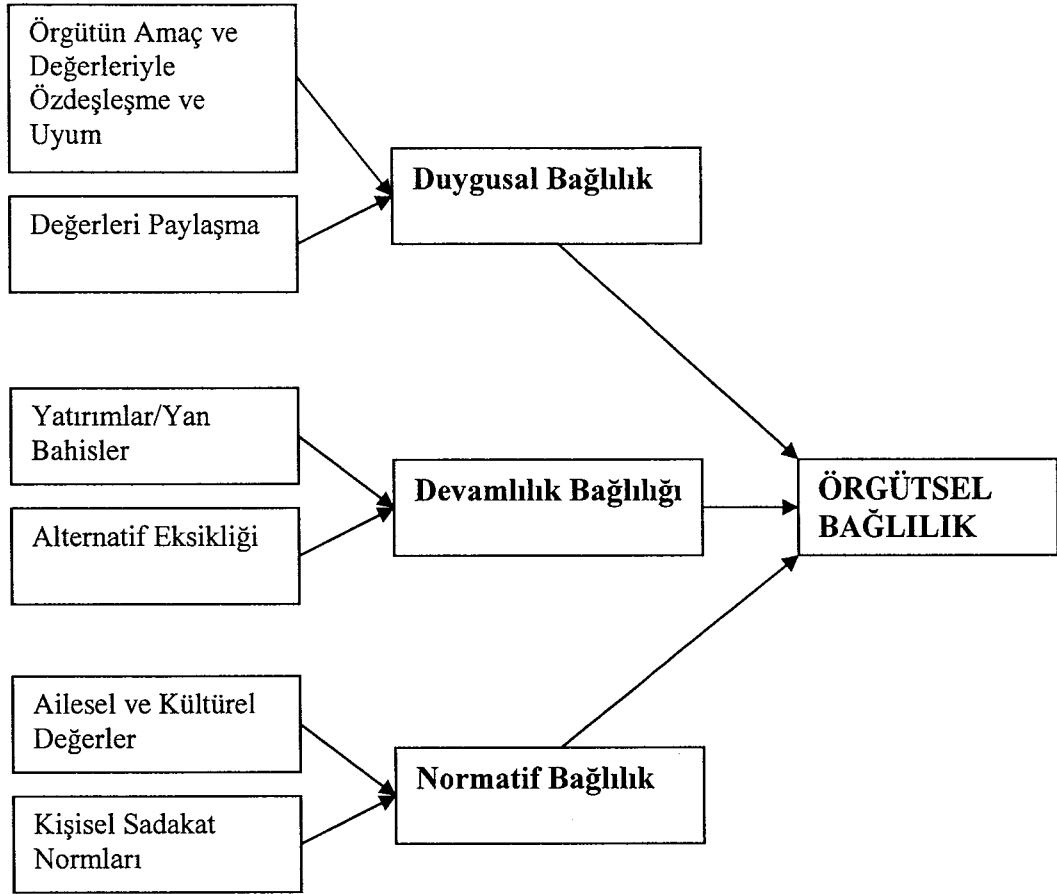 Örgütün Amaç ve
Değerleriyle
Özdeşleşme ve
Uyum
Değerleri Paylaşma
Duygusal Bağlılık
Yatırımlar/Yan
Bahisler
Alternatif Eksikliği
Devamlılık Bağlılığı
ÖRGÜTSEL
BAĞLILIK
Ailesel ve Kültürel
Değerler
Kişisel Sadakat
Normları
Normatif Bağlılık